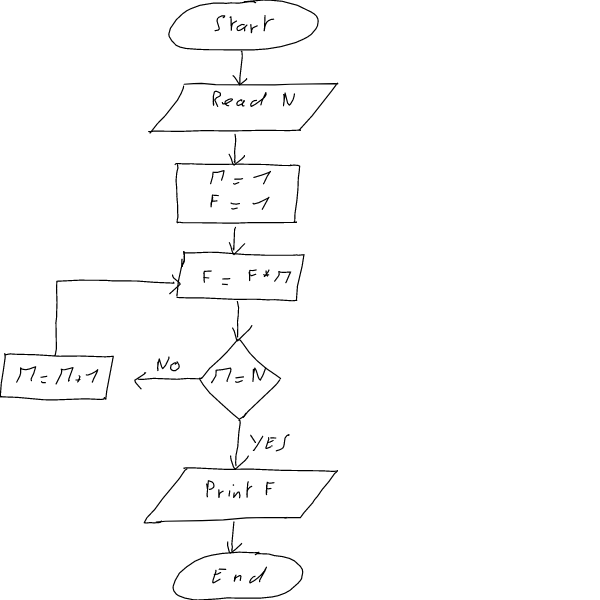 Start
Read N
M = 1
F = 1
F = F * M
NO
M = M + 1
M = N
YES
Print F
End